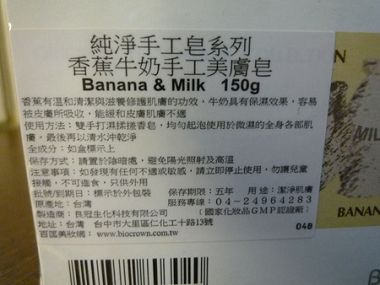 純淨手工皂系列
香蕉牛奶手工美膚皂
Banana & Milk 150g
香蕉有溫和清潔與滋養修護肌膚的功效，牛奶具有保濕效果，容易
被皮膚所吸收，能緩和皮膚肌膚不適
使用方法：雙手打濕搓揉香皂，均勻起泡使用於微濕的全身各部肌
膚，最後再以清水沖乾淨
全成分：如盒標示上
保存方式：請置於陰暗處，避免陽光照射及高溫
注意事項：如發現有任何不適或敏感，請立即停止使用，勿讓兒童
接觸，不可進食，只供外用
批號/到期日：標示於外包裝 保存期限：五年 用途：潔淨肌膚
原產地：台灣 服務專線：04-24964283
製造商：良冠生化科技有限公司 〔國家化妝品GMP認證廠〕
地址：台灣 台中市大里區仁化工十路13號
百匡美妝網：www.biocrown.com.tw 04B
N
BANAN